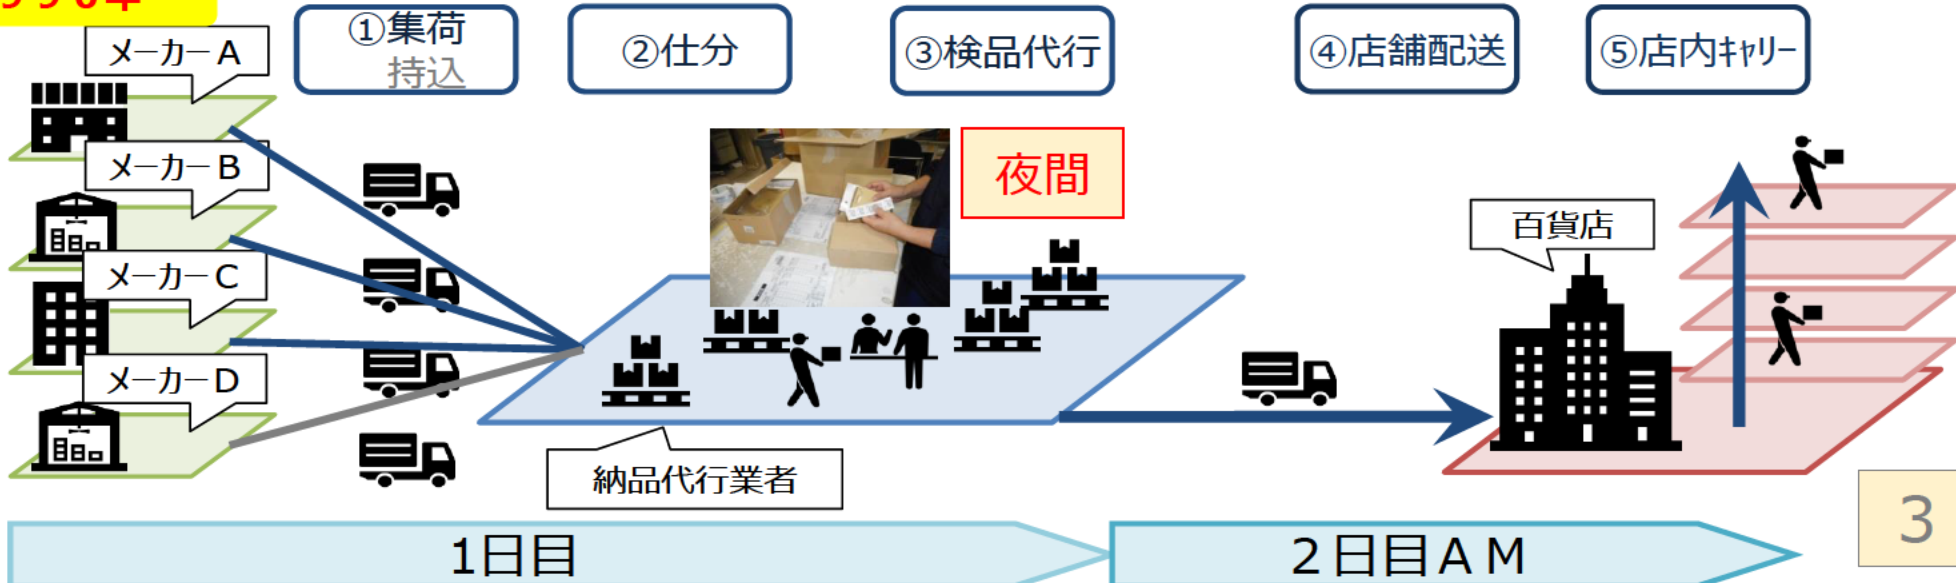 ①集荷
持込
②仕分
③検品代行
④店舗配送
⑤店内ｷｬﾘｰ
メーカーA
メーカーB
メーカーC
メーカーD
夜間
百貨店
納品代行業者
1日目
２日目ＡＭ
3